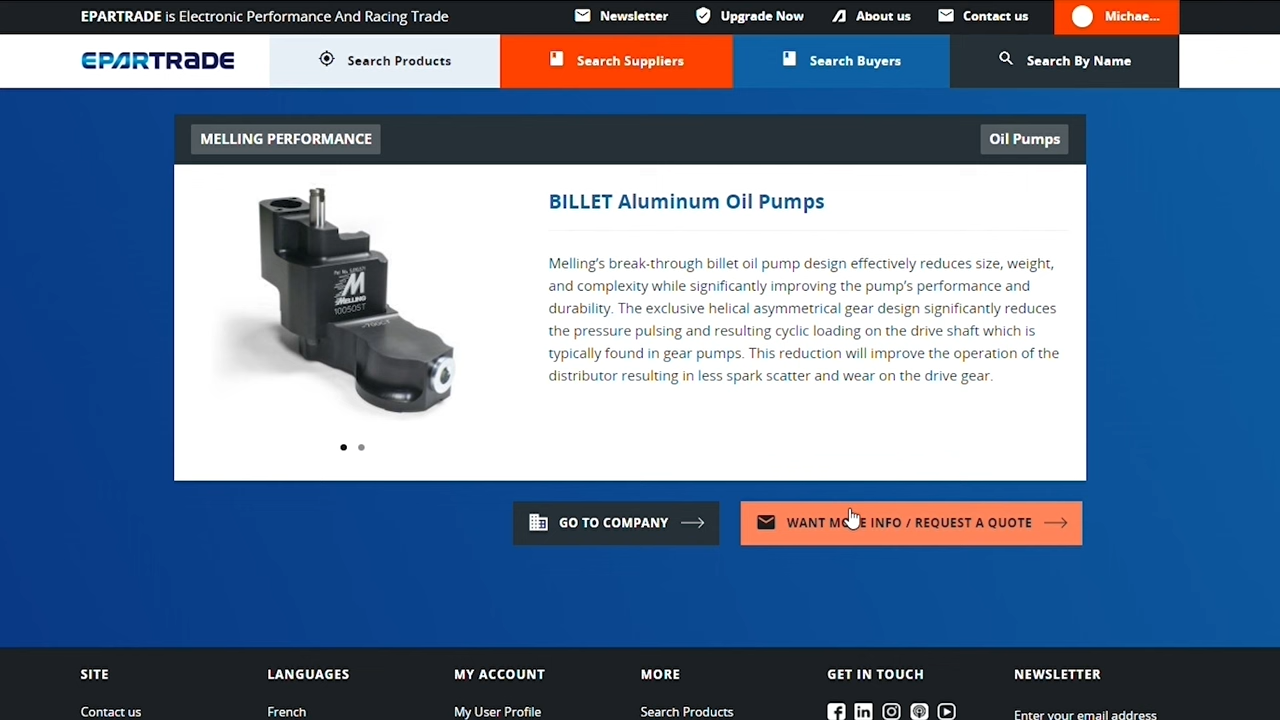 EPARTRADE is Electronic Performance And Racing Trade
Newsletter
Upgrade Now
About us
Contact us
Michae...
EPARTRADE
Search Products
Search Suppliers
Search Buyers
Search By Name
MELLING PERFORMANCE
Oil Pumps
M
MELLING
10050ST
BILLET Aluminum Oil Pumps
Melling's break-through billet oil pump design effectively reduces size, weight,
and complexity while significantly improving the pump's performance and
durability. The exclusive helical asymmetrical gear design significantly reduces
the pressure pulsing and resulting cyclic loading on the drive shaft which is
typically found in gear pumps. This reduction will improve the operation of the
distributor resulting in less spark scatter and wear on the drive gear.
GO TO COMPANY
WANT MORE INFO / REQUEST A QUOTE
SITE
LANGUAGES
MY ACCOUNT
MORE
GET IN TOUCH
NEWSLETTER
Contact us
French
My User Profile
Search Products
Enter your email address